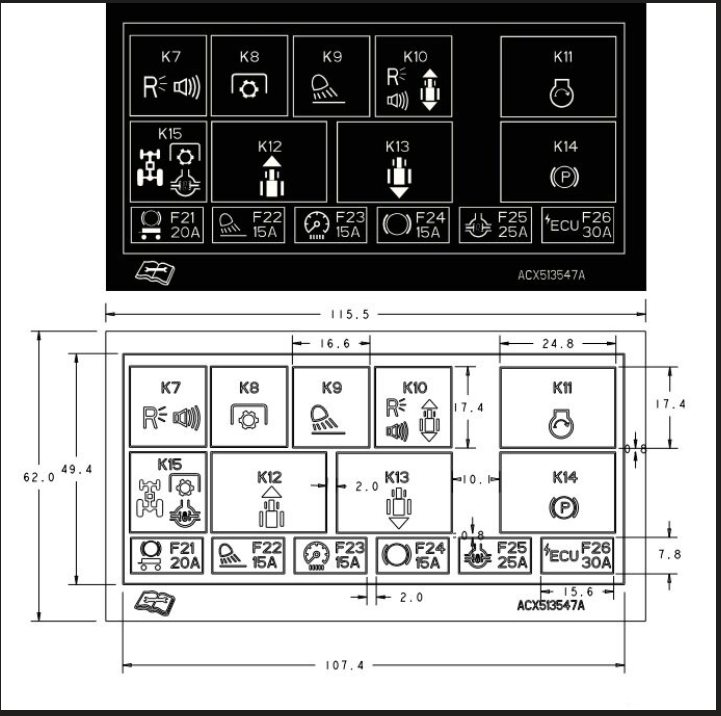 K7 K8 K9 K10 K11
R R
K15 K12 K13 K14
P
F21 F22 F23 F24 F25 F26
20A 15A 15A 15A 25A ECU 30A
ACX513547A
115.5
16.6 24.8
K7 K8 K9 K10 K11
R R 17.4 17.4
0.8
K15 K12 K13 K14
62.0 49.4 2.0 10.1
P
0.8
F21 F22 F23 F24 F25 F26
20A 15A 15A 15A 25A ECU 30A 7.8
2.0 15.6
ACX513547A
107.4